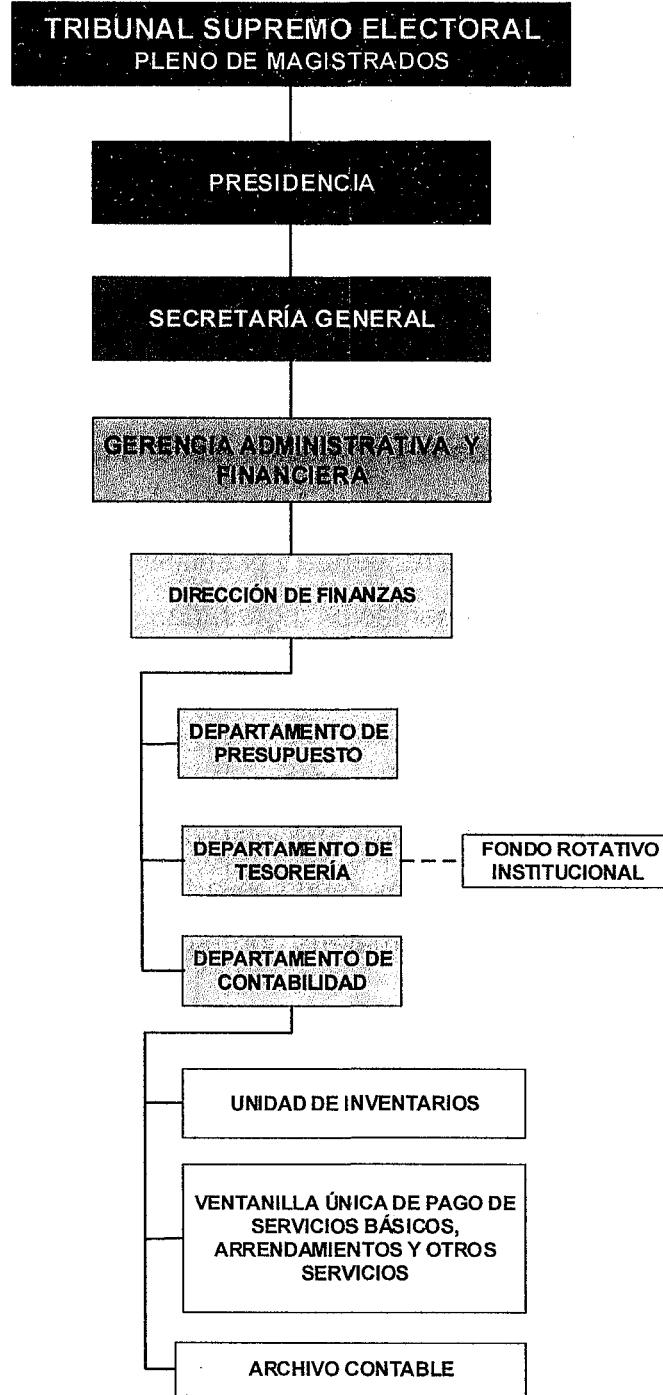 TRIBUNAL SUPREMO ELECTORAL
PLENO DE MAGISTRADOS
PRESIDENCIA
SECRETARÍA GENERAL
GERENCIA ADMINISTRATIVA Y
FINANCIERA
DIRECCIÓN DE FINANZAS
DEPARTAMENTO DE
PRESUPUESTO
DEPARTAMENTO DE
TESORERÍA
FONDO ROTATIVO
INSTITUCIONAL
DEPARTAMENTO DE
CONTABILIDAD
UNIDAD DE INVENTARIOS
VENTANILLA ÚNICA DE PAGO DE
SERVICIOS BÁSICOS,
ARRENDAMIENTOS Y OTROS
SERVICIOS
ARCHIVO CONTABLE